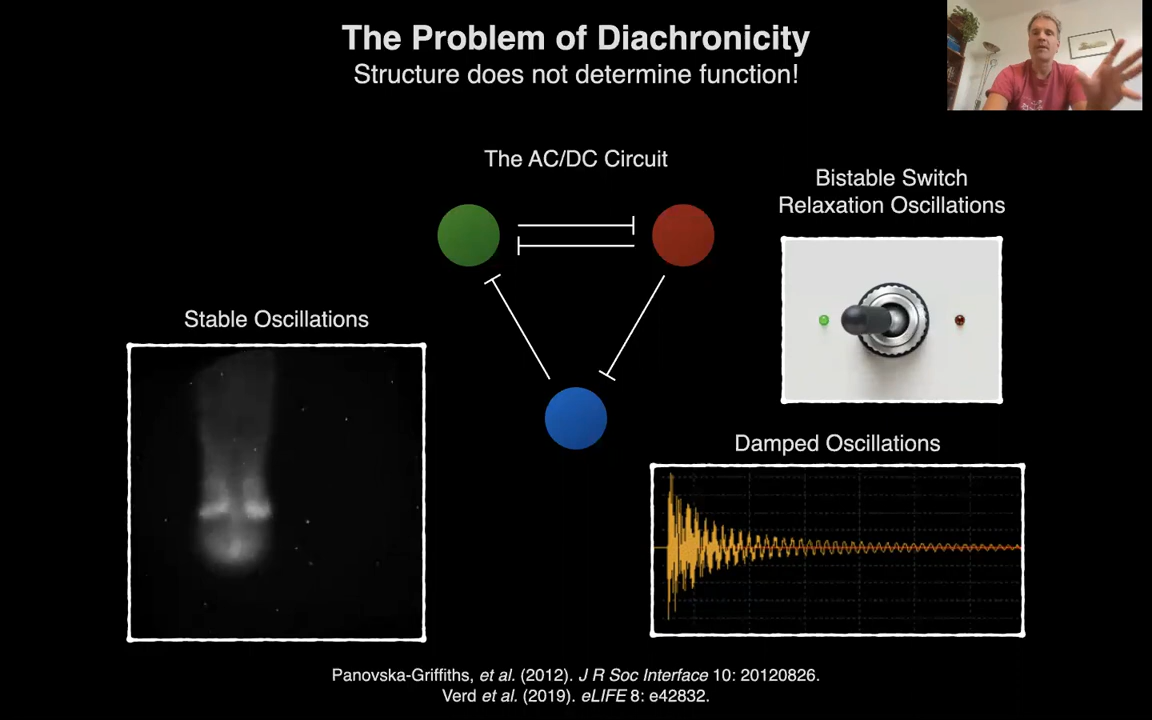 The Problem of Diachronicity
Structure does not determine function!
The AC/DC Circuit
Bistable Switch
Relaxation Oscillations
Stable Oscillations
Damped Oscillations
Panovska-Griffiths, et al. (2012). J R Soc Interface 10: 20120826.
Verd et al. (2019). eLIFE 8: e42832.